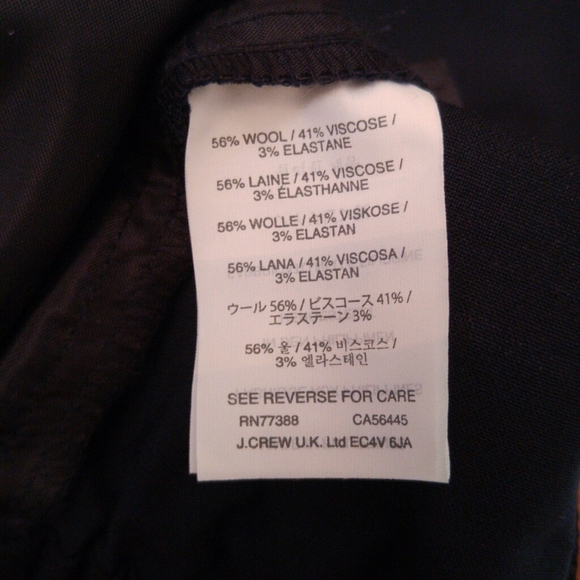 56% WOOL / 41% VISCOSE /
3% ELASTANE
56% LAINE / 41% VISCOSE /
3% ÉLASTHANNE
56% WOLLE / 41% VISKOSE /
3% ELASTAN
56% LANA / 41% VISCOSA /
3% ELASTAN
ウール 56% / ビスコース 41% /
エラステーン 3%
56% 울 / 41% 비스코스 /
3% 엘라스테인
SEE REVERSE FOR CARE
RN77388 CA56445
J.CREW U.K. Ltd EC4V 6JA